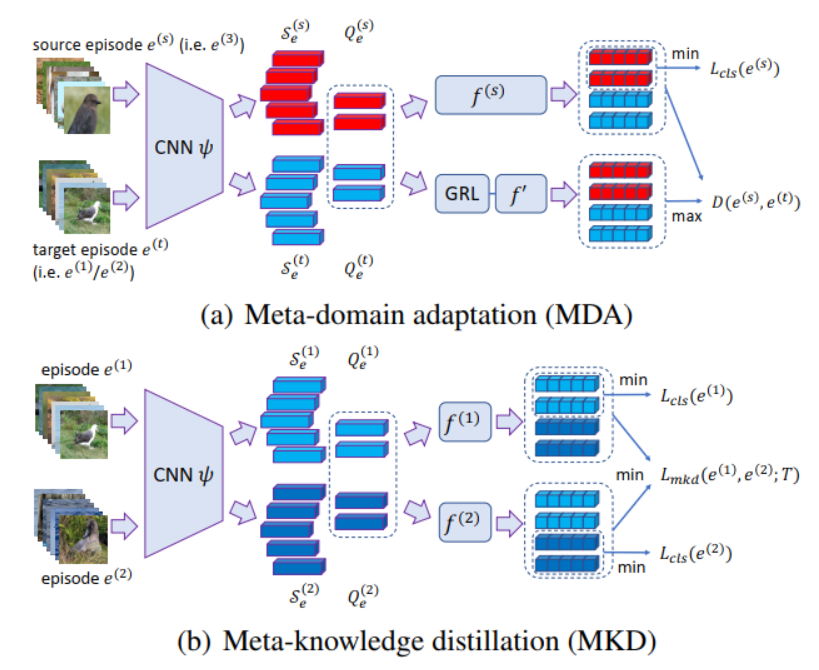 source episode e^(s) (i.e. e^(3))
S_e^(s) Q_e^(s)
CNN ψ
f^(s)
min
L_cls(e^(s))
GRL
f′
D(e^(s), e^(t))
max
target episode e^(t)
(i.e. e^(1)/e^(2))
S_e^(t) Q_e^(t)
(a) Meta-domain adaptation (MDA)
episode e^(1)
S_e^(1) Q_e^(1)
CNN ψ
f^(1)
min
L_cls(e^(1))
min
L_mkd(e^(1), e^(2); T)
f^(2)
min
L_cls(e^(2))
episode e^(2)
S_e^(2) Q_e^(2)
(b) Meta-knowledge distillation (MKD)